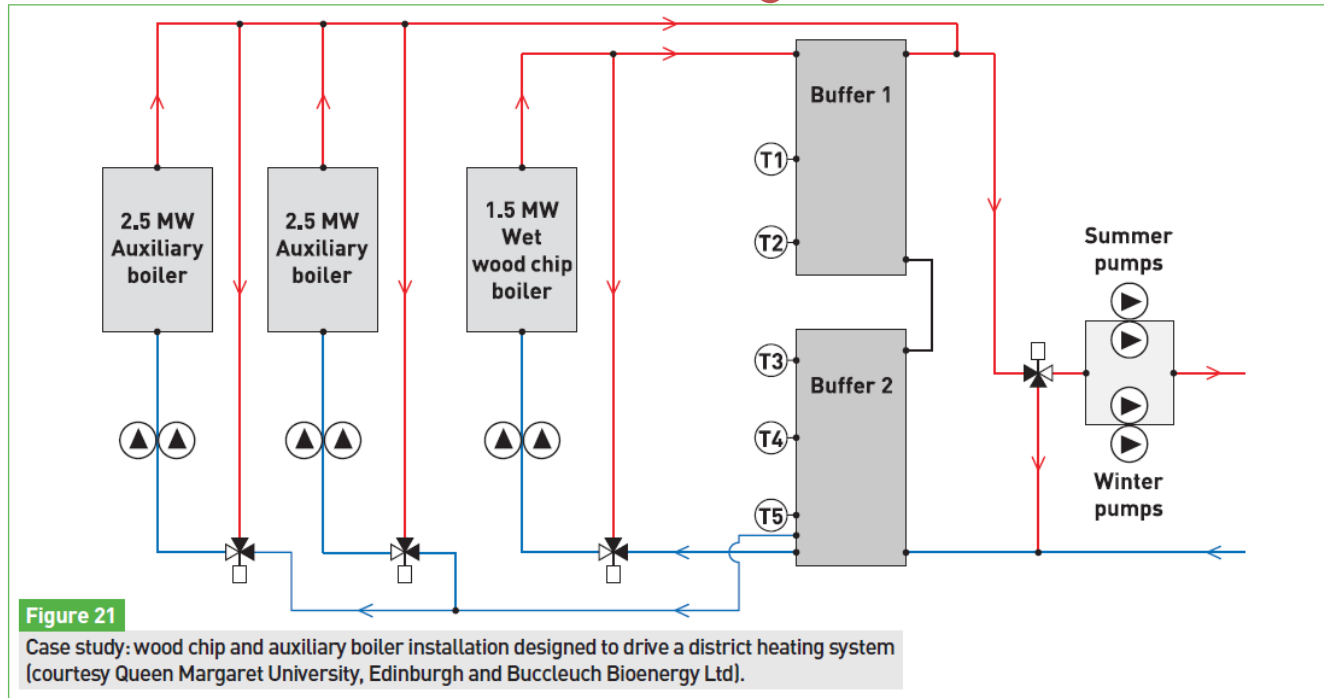 2.5 MW
Auxiliary
boiler
2.5 MW
Auxiliary
boiler
1.5 MW
Wet
wood chip
boiler
Buffer 1
T1
T2
Buffer 2
T3
T4
T5
Summer
pumps
Winter
pumps
Figure 21
Case study: wood chip and auxiliary boiler installation designed to drive a district heating system
(courtesy Queen Margaret University, Edinburgh and Buccleuch Bioenergy Ltd).